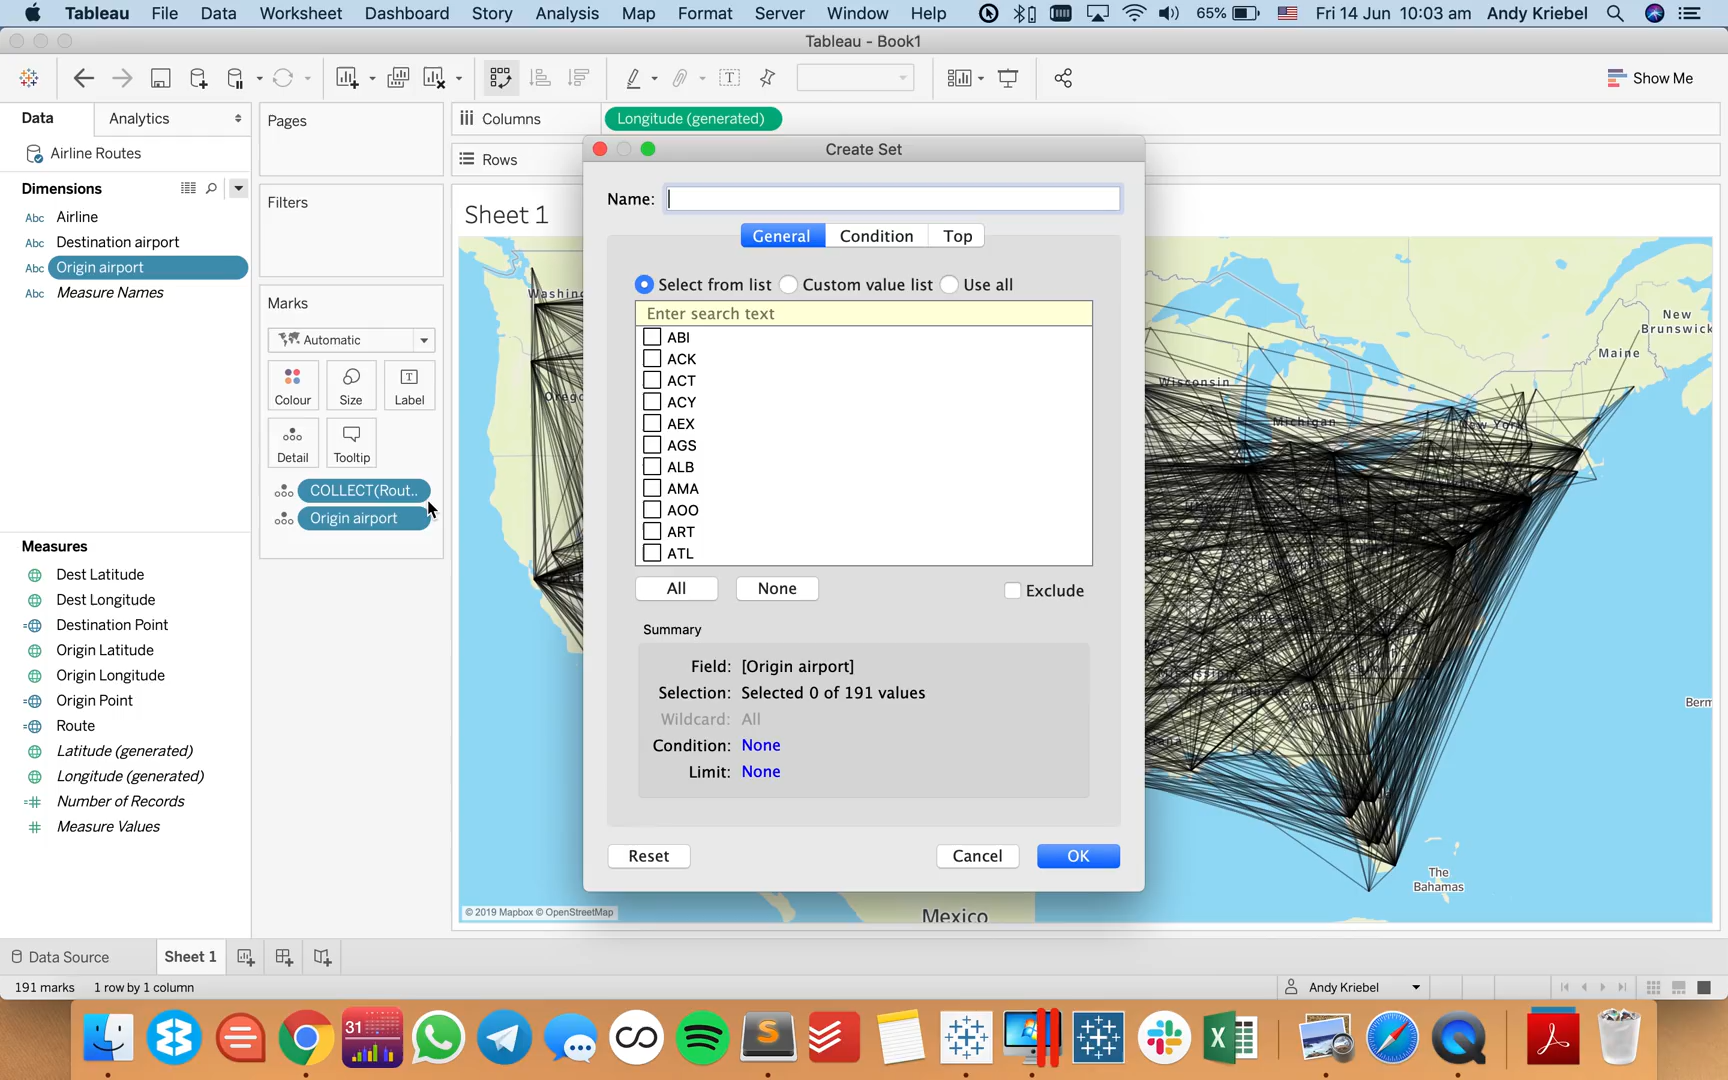 Tableau File Data Worksheet Dashboard Story Analysis Map Format Server Window Help 65% Fri 14 Jun 10:03 am Andy Kriebel
Tableau - Book1
Show Me
Data Analytics
Airline Routes
Dimensions
Abc Airline
Abc Destination airport
Abc Origin airport
Abc Measure Names
Measures
Dest Latitude
Dest Longitude
Destination Point
Origin Latitude
Origin Longitude
Origin Point
Route
Latitude (generated)
Longitude (generated)
Number of Records
Measure Values
Pages
Filters
Marks
Automatic
Colour Size Label
Detail Tooltip
COLLECT(Rout..
Origin airport
Columns Longitude (generated)
Rows
Sheet 1
Create Set
Name:
General Condition Top
Select from list Custom value list Use all
Enter search text
ABI
ACK
ACT
ACY
AEX
AGS
ALB
AMA
AOO
ART
ATL
All None Exclude
Summary
Field: [Origin airport]
Selection: Selected 0 of 191 values
Wildcard: All
Condition: None
Limit: None
Reset Cancel OK
Washing
Oregon
Wisconsin
Michigan
New York
Maine
New
Brunswick
Georgia
Berm
The
Bahamas
Mexico
© 2019 Mapbox © OpenStreetMap
Data Source Sheet 1
191 marks 1 row by 1 column Andy Kriebel
31